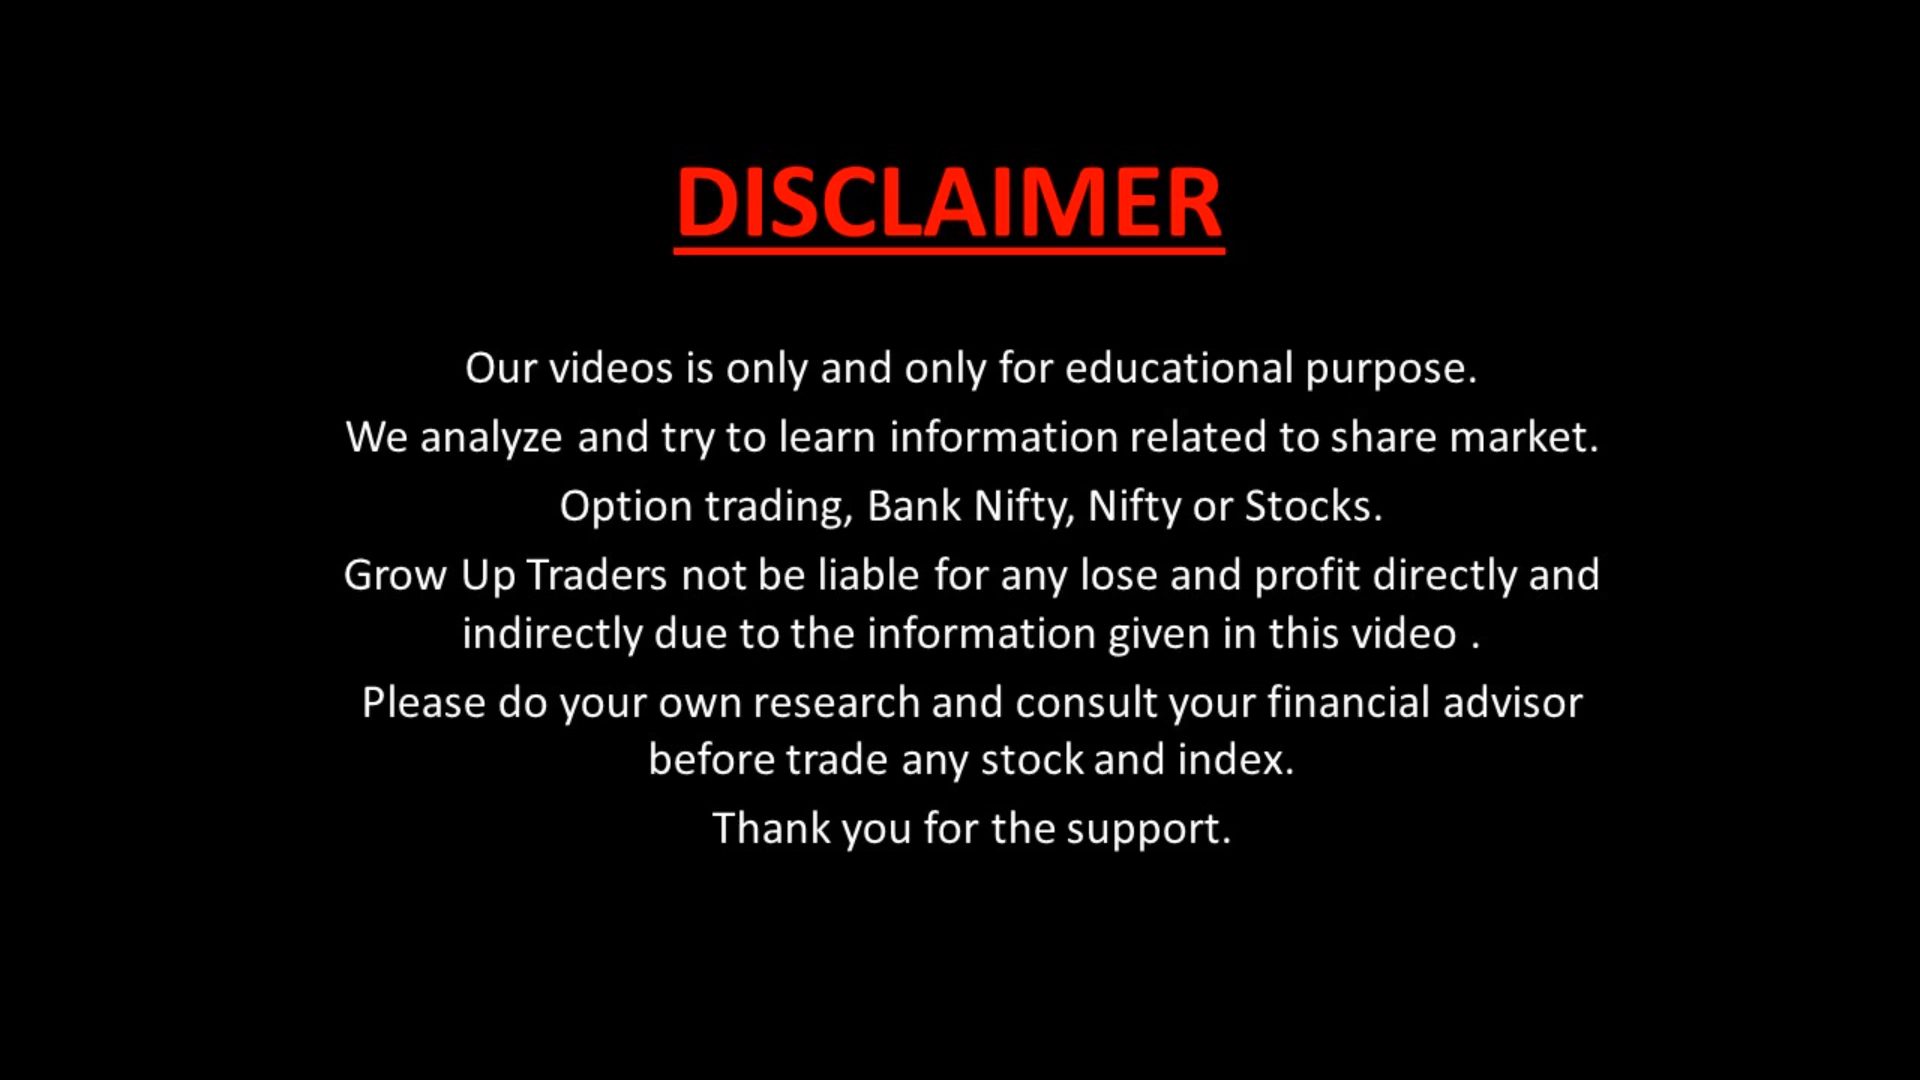 DISCLAIMER
Our videos is only and only for educational purpose.
We analyze and try to learn information related to share market.
Option trading, Bank Nifty, Nifty or Stocks.
Grow Up Traders not be liable for any lose and profit directly and
indirectly due to the information given in this video .
Please do your own research and consult your financial advisor
before trade any stock and index.
Thank you for the support.